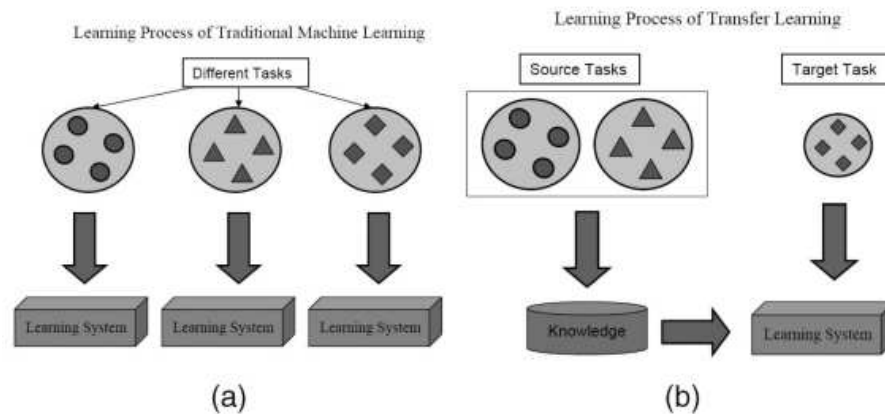 Learning Process of Traditional Machine Learning
Different Tasks
Learning System
Learning System
Learning System
(a)
Learning Process of Transfer Learning
Source Tasks
Target Task
Knowledge
Learning System
(b)